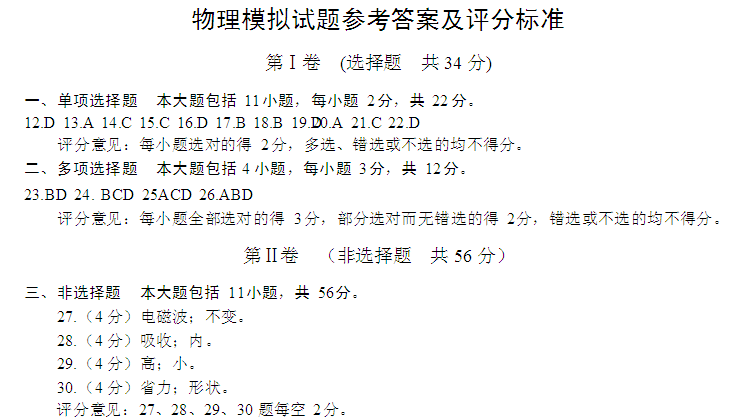 物理模拟试题参考答案及评分标准
第Ⅰ卷 (选择题 共 34 分)
一、单项选择题 本大题包括 11小题，每小题 2分，共 22 分。
12.D 13.A 14.C 15.C 16.D 17.B 18.B 19.D 20.A 21.C 22.D
评分意见：每小题选对的得 2分，多选、错选或不选的均不得分。
二、多项选择题 本大题包括 4 小题，每小题 3分，共 12分。
23.BD 24. BCD 25ACD 26.ABD
评分意见：每小题全部选对的得 3分，部分选对而无错选的得 2分，错选或不选的均不得分。
第Ⅱ卷 （非选择题 共 56 分）
三、非选择题 本大题包括 11小题，共 56分。
27.（4 分）电磁波；不变。
28.（4 分）吸收；内。
29.（4 分）高；小。
30.（4 分）省力；形状。
评分意见：27、28、29、30 题每空 2分。